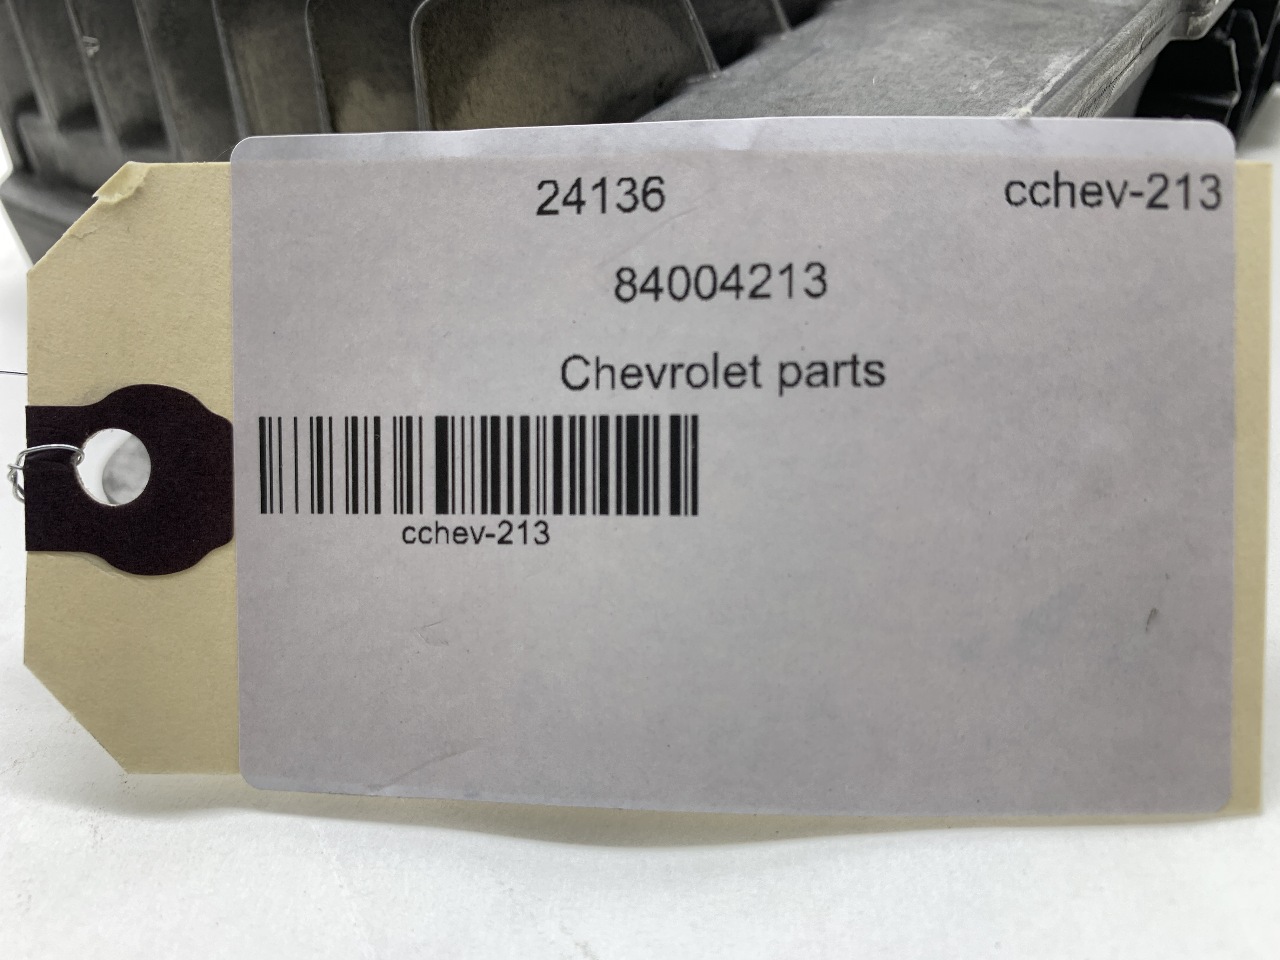 24136 cchev-213
84004213
Chevrolet parts
cchev-213